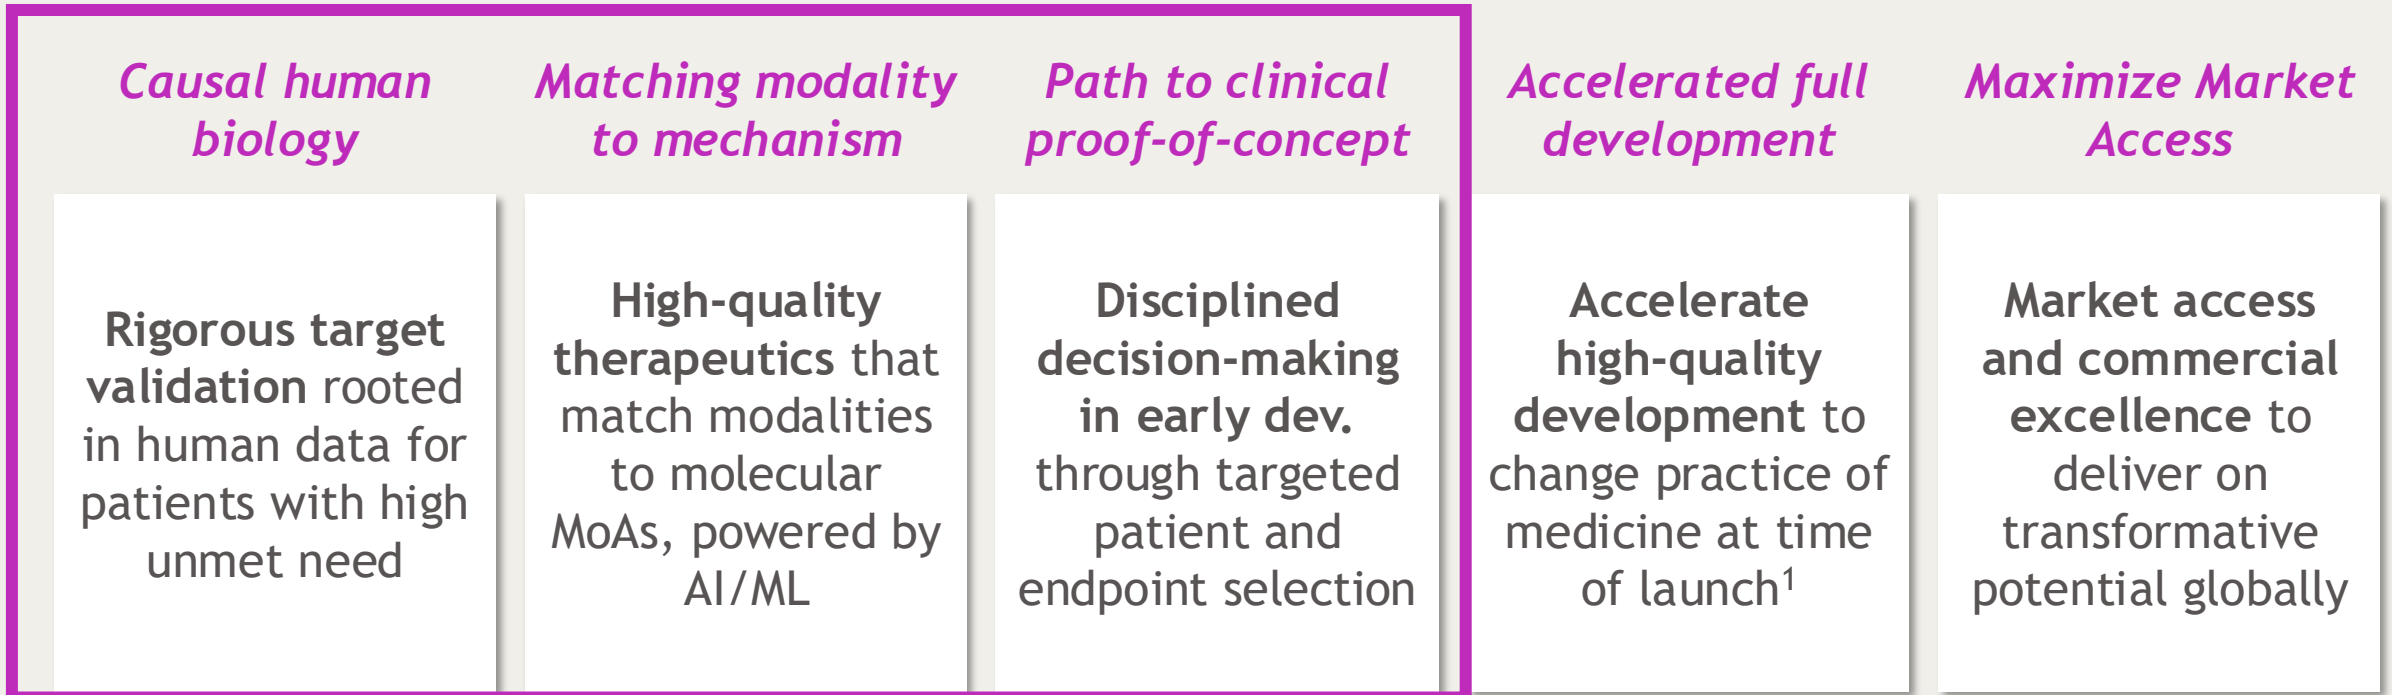 Causal human
biology
Rigorous target
validation rooted
in human data for
patients with high
unmet need
Matching modality
to mechanism
High-quality
therapeutics that
match modalities
to molecular
MoAs, powered by
AI/ML
Path to clinical
proof-of-concept
Disciplined
decision-making
in early dev.
through targeted
patient and
endpoint selection
Accelerated full
development
Accelerate
high-quality
development to
change practice of
medicine at time
of launch¹
Maximize Market
Access
Market access
and commercial
excellence to
deliver on
transformative
potential globally